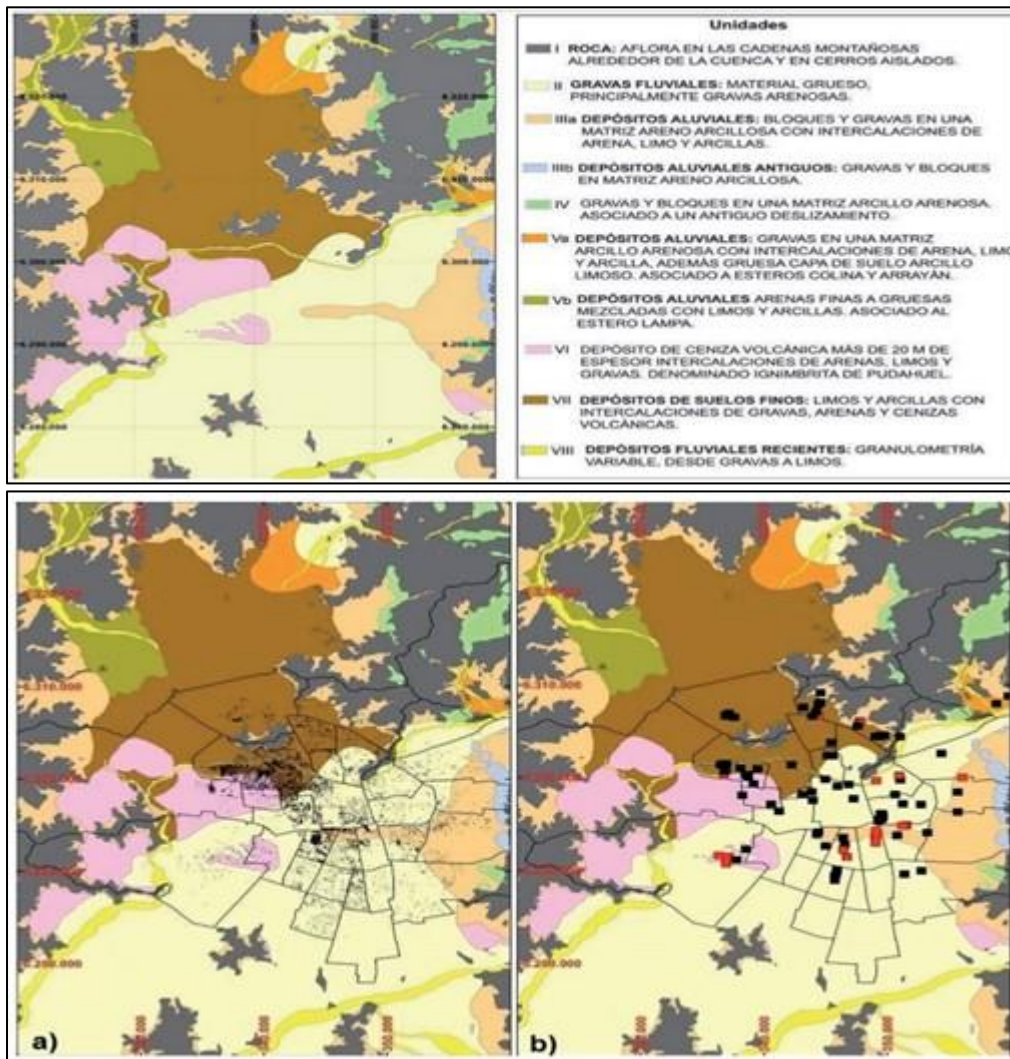 Unidades
I ROCA: AFLORA EN LAS CADENAS MONTAÑOSAS
ALREDEDOR DE LA CUENCA Y EN CERROS AISLADOS.
II GRAVAS FLUVIALES: MATERIAL GRUESO,
PRINCIPALMENTE GRAVAS ARENOSAS.
IIIa DEPÓSITOS ALUVIALES: BLOQUES Y GRAVAS EN UNA
MATRIZ ARENO ARCILLOSA CON INTERCALACIONES DE
ARENA, LIMO Y ARCILLAS.
IIIb DEPÓSITOS ALUVIALES ANTIGUOS: GRAVAS Y BLOQUES
EN MATRIZ ARENO ARCILLOSA.
IV GRAVAS Y BLOQUES EN UNA MATRIZ ARCILLO ARENOSA.
ASOCIADO A UN ANTIGUO DESLIZAMIENTO.
Va DEPÓSITOS ALUVIALES: GRAVAS EN UNA MATRIZ
ARCILLO ARENOSA CON INTERCALACIONES DE ARENA, LIMO
Y ARCILLA, ADEMÁS GRUESA CAPA DE SUELO ARCILLO
LIMOSO. ASOCIADO A ESTEROS COLINA Y ARRAYÁN.
Vb DEPÓSITOS ALUVIALES ARENAS FINAS A GRUESAS
MEZCLADAS CON LIMOS Y ARCILLAS. ASOCIADO AL
ESTERO LAMPA.
VI DEPÓSITO DE CENIZA VOLCÁNICA MÁS DE 20 M DE
ESPESOR INTERCALACIONES DE ARENAS, LIMOS Y
GRAVAS. DENOMINADO IGNIMBRITA DE PUDAHUEL.
VII DEPÓSITOS DE SUELOS FINOS: LIMOS Y ARCILLAS CON
INTERCALACIONES DE GRAVAS, ARENAS Y CENIZAS
VOLCÁNICAS.
VIII DEPÓSITOS FLUVIALES RECIENTES: GRANULOMETRÍA
VARIABLE, DESDE GRAVAS A LIMOS.
6.310.000
6.310.000
a)
b)